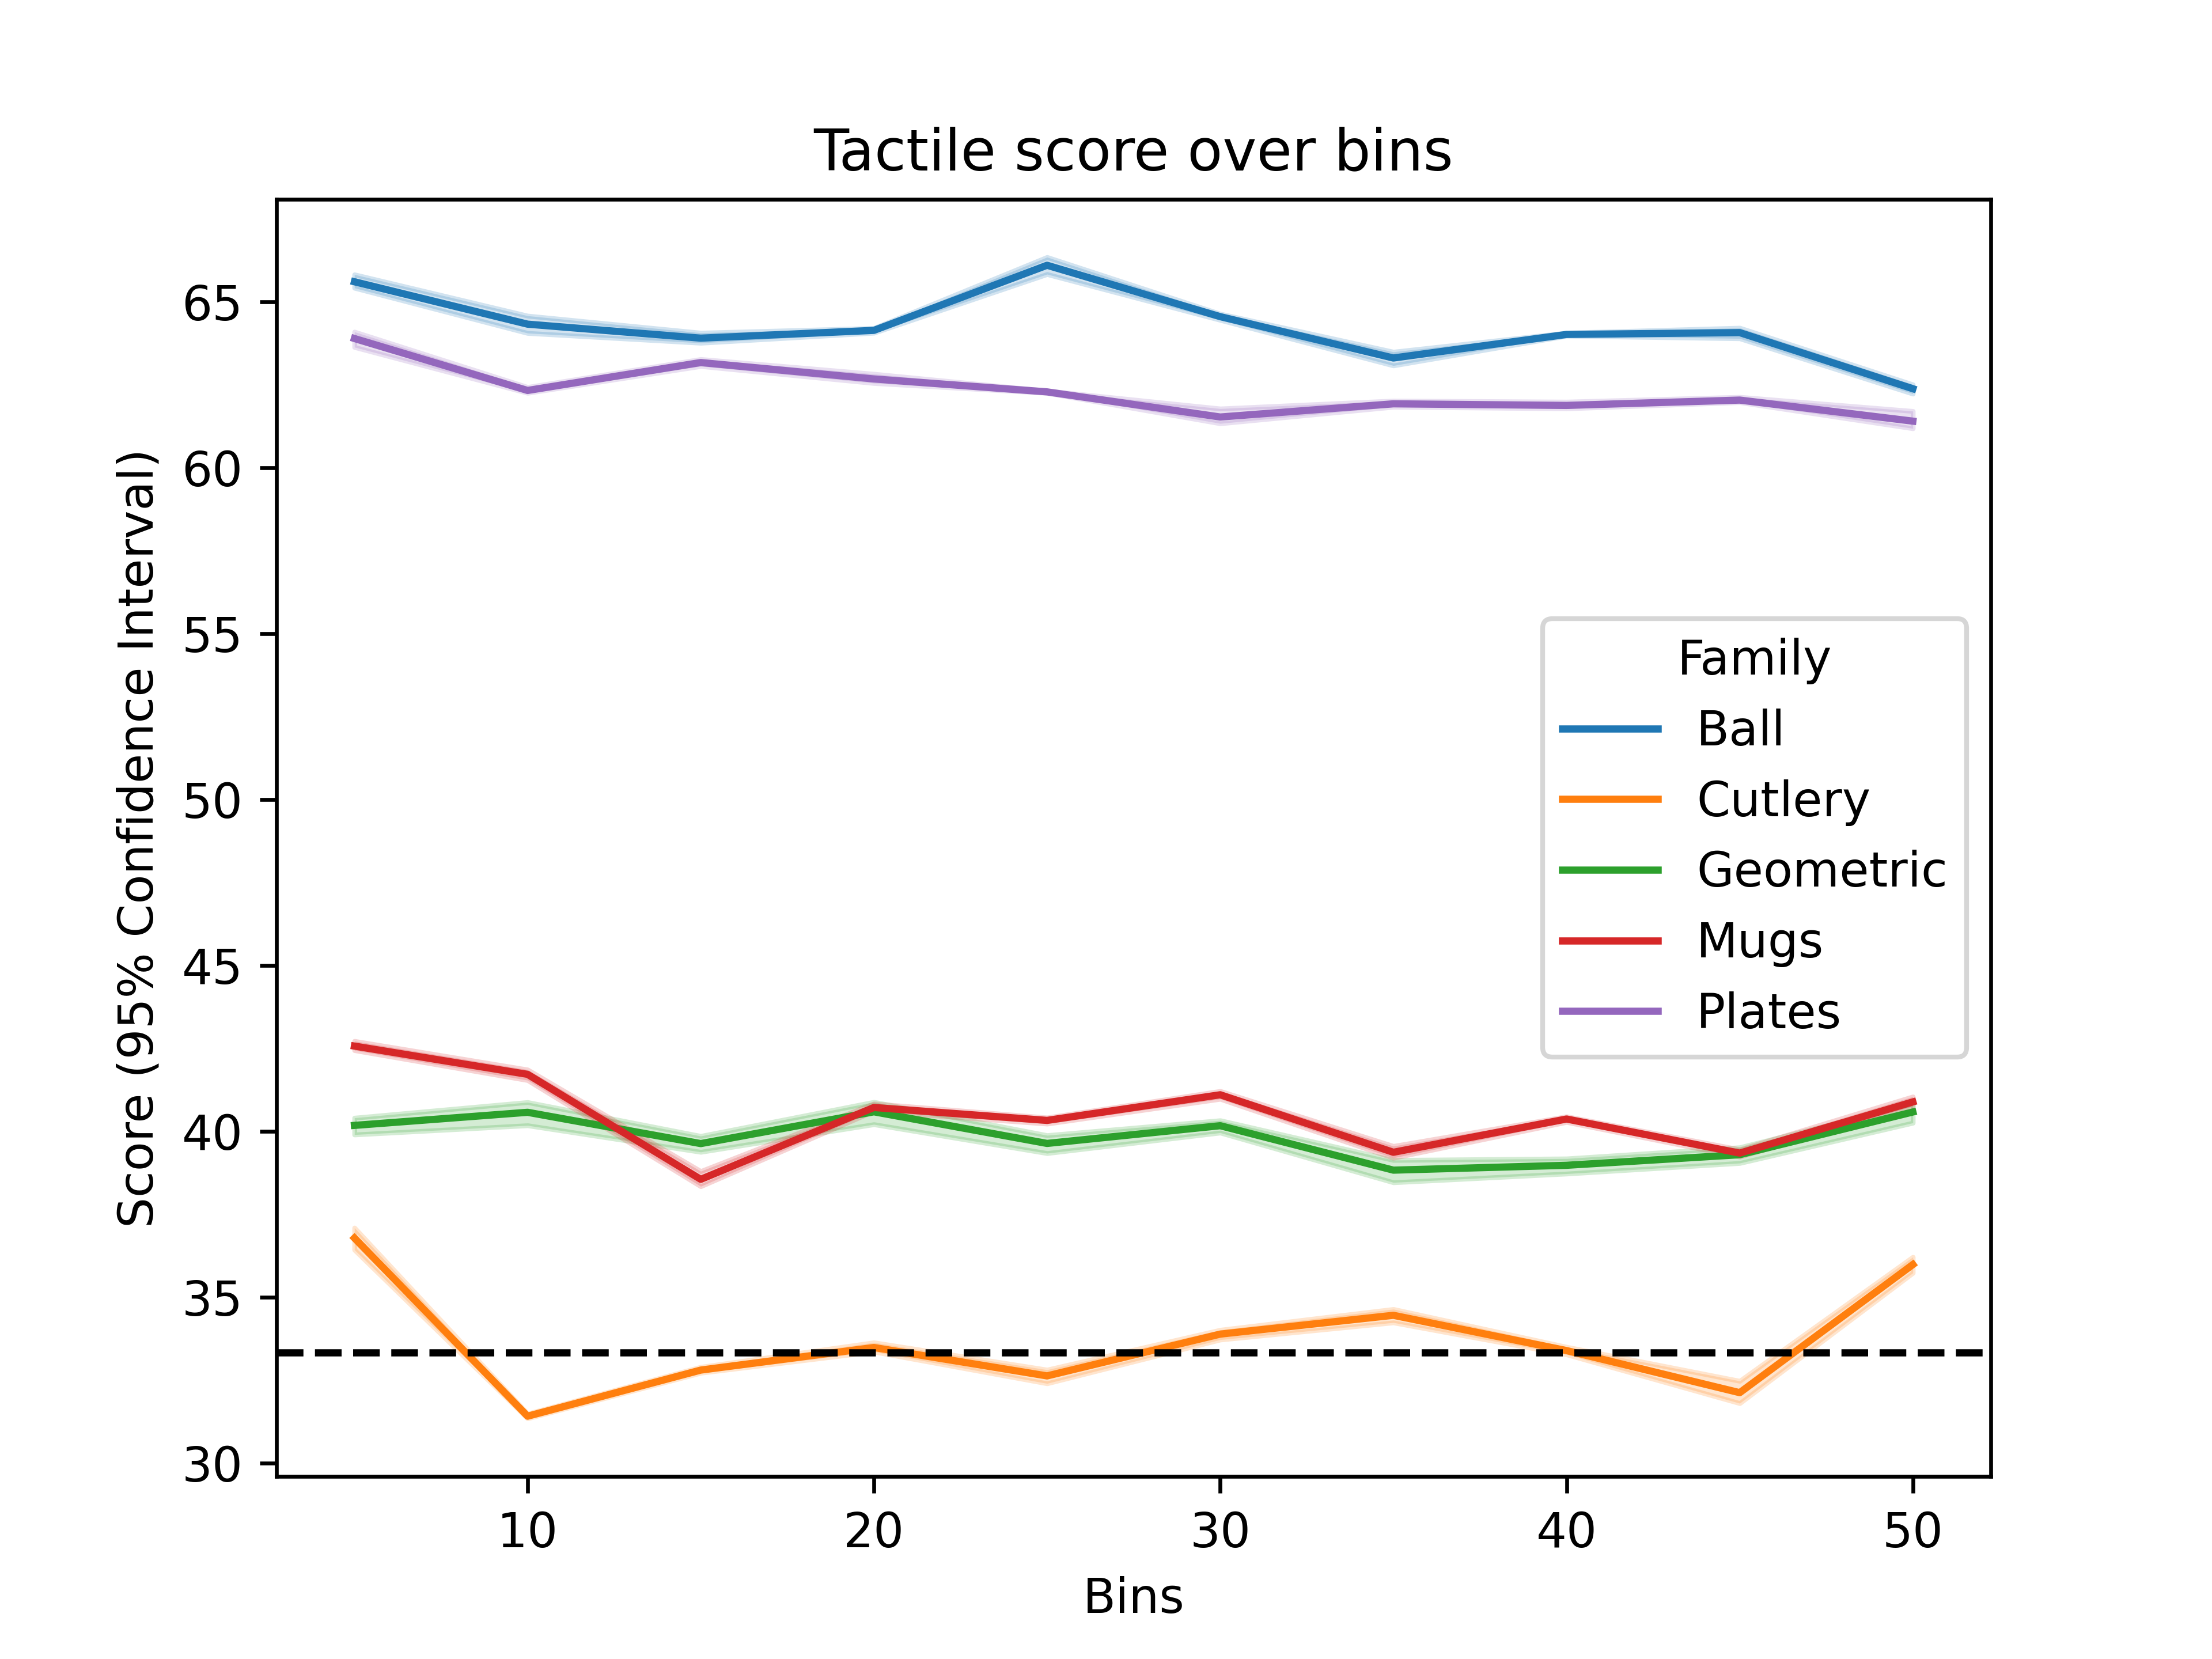 Tactile score over bins
Score (95% Confidence Interval)
65
60
55
50
45
40
35
30
Family
Ball
Cutlery
Geometric
Mugs
Plates
10 20 30 40 50
Bins